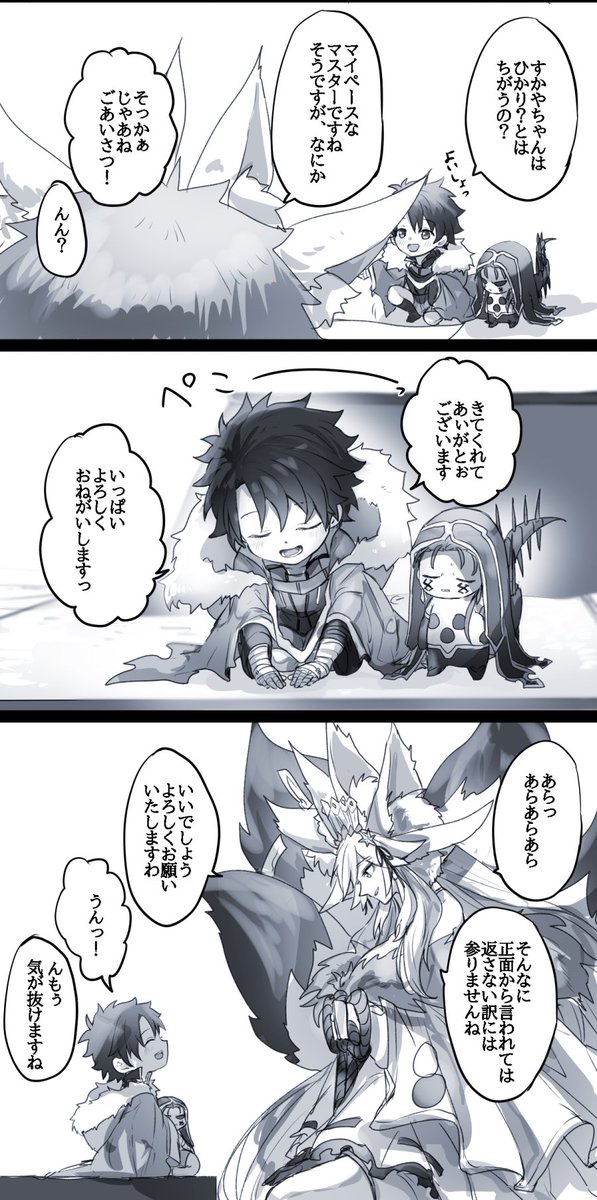 すかやちゃんは
ひかり？とは
ちがうの？
よいしょっ
マイペースな
マスターですね
そうですが、なにか
そっかぁ
じゃあね
ごあいさつ！
んん？
ぺこー
きてくれて
あいがとぉ
ございます
いっぱい
よろしく
おねがいしますっ
あらっ
あらあらあら
そんなに
正面から言われては
返さない訳には
参りませんね
いいでしょう
よろしくお願い
いたしますわ
うんっ！
んもぅ
気が抜けますね